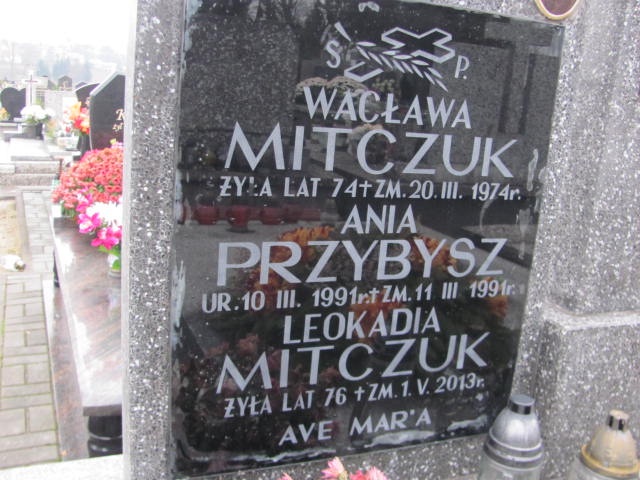 Ś P.
WACŁAWA
MITCZUK
ŻYŁA LAT 74 + ZM. 20. III. 1974r.
ANIA
PRZYBYSZ
UR. 10 III. 1991r. + ZM. 11 III 1991r.
LEOKADIA
MITCZUK
ŻYŁA LAT 76 + ZM. 1. V. 2013r.
AVE MAR'A